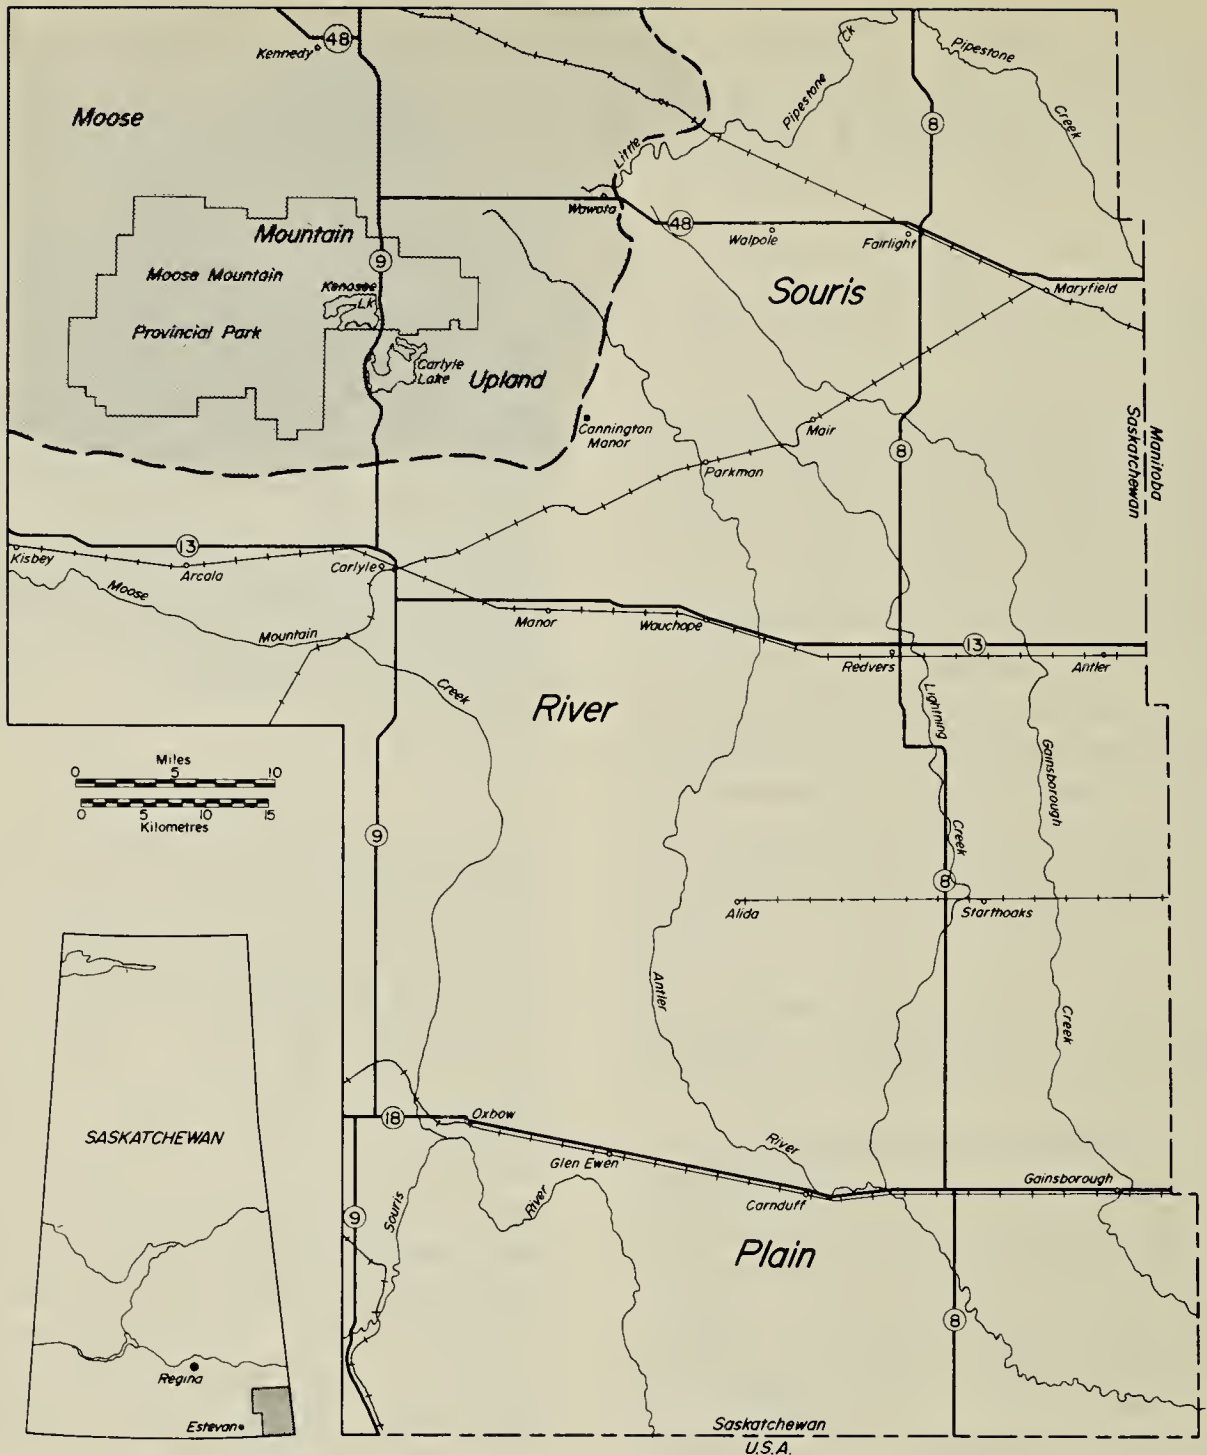 48
Kennedy
Moose
Pipestone
Ck
Pipestone
Creek
8
Little
Wawota
48
Walpole
Fairlight
Mountain
9
Moose Mountain
Provincial Park
Kenosee
Lk
Souris
Maryfield
Carlyle
Lake
Upland
Cannington
Manor
Mair
Parkman
8
Manitoba
Saskatchewan
13
Kisbey
Arcola
Carlyle
Moose
Mountain
Creek
Manor
Wauchope
13
Redvers
Antler
River
Lightning
Creek
Gainsborough
Creek
Miles
0 5 10
0 5 10 15
Kilometres
9
8
Alida
Starthoaks
Antler
River
SASKATCHEWAN
18
Oxbow
Glen Ewen
Carnduff
Gainsborough
Souris
River
9
Plain
8
Regina
Estevan
Saskatchewan
U.S.A.